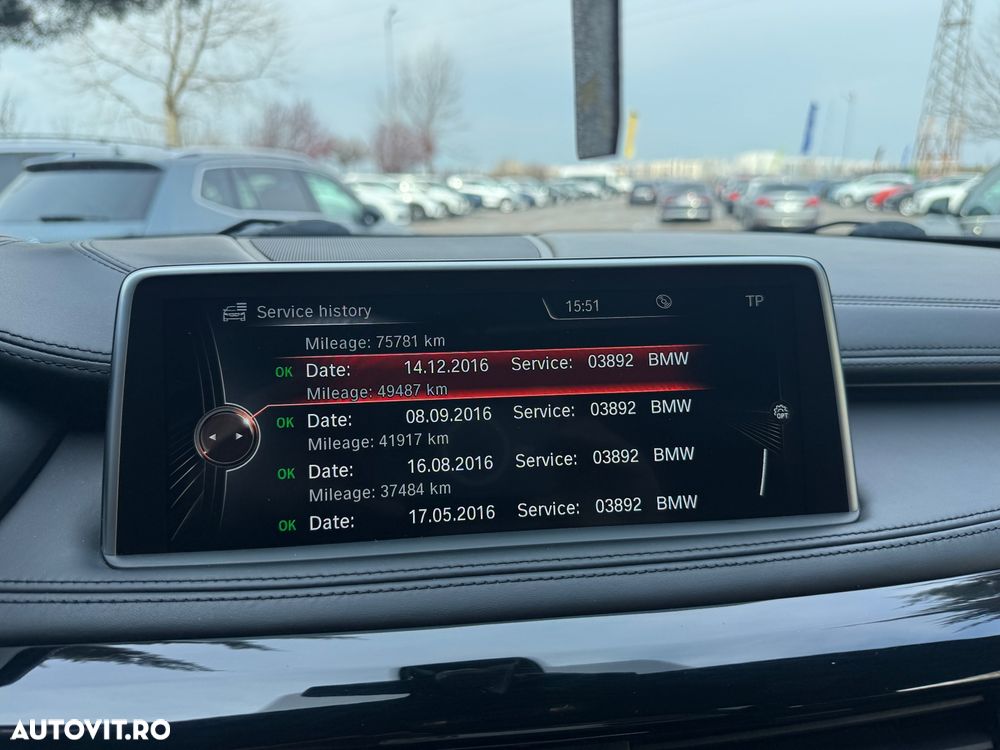 Service history 15:51 TP
Mileage: 75781 km
OK Date: 14.12.2016 Service: 03892 BMW
Mileage: 49487 km
OK Date: 08.09.2016 Service: 03892 BMW
Mileage: 41917 km
OK Date: 16.08.2016 Service: 03892 BMW
Mileage: 37484 km
OK Date: 17.05.2016 Service: 03892 BMW
OPT
AUTOVIT.RO